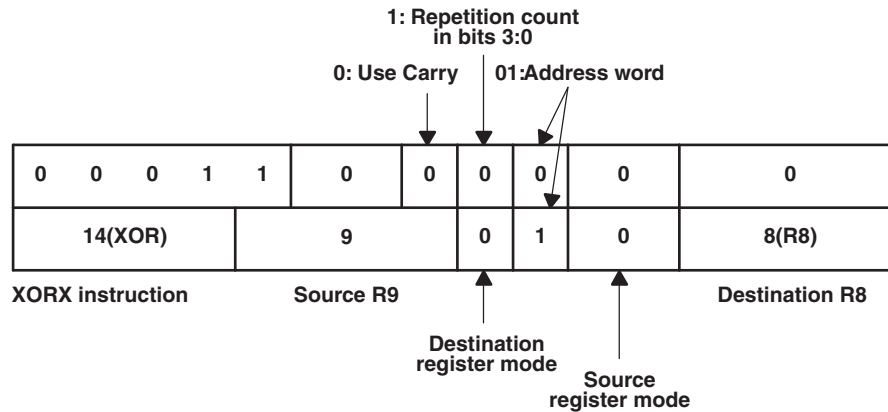 1: Repetition count
in bits 3:0
0: Use Carry
01:Address word
0 0 0 1 1 0 0 0 0 0 0
14(XOR) 9 0 1 0 8(R8)
XORX instruction
Source R9
Destination R8
Destination
register mode
Source
register mode